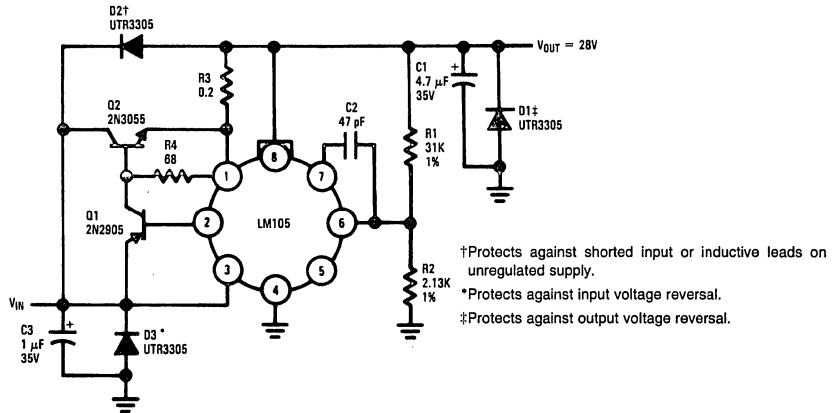 D2†
UTR3305
VOUT = 28V
R3
0.2
C1
4.7 μF
35V
+
D1‡
UTR3305
Q2
2N3055
C2
47 pF
R4
68
R1
31K
1%
8
1
7
Q1
2N2905
2
LM105
6
3
5
4
R2
2.13K
1%
†Protects against shorted input or inductive leads on
unregulated supply.
*Protects against input voltage reversal.
‡Protects against output voltage reversal.
VIN
C3
1 μF
35V
+
D3*
UTR3305